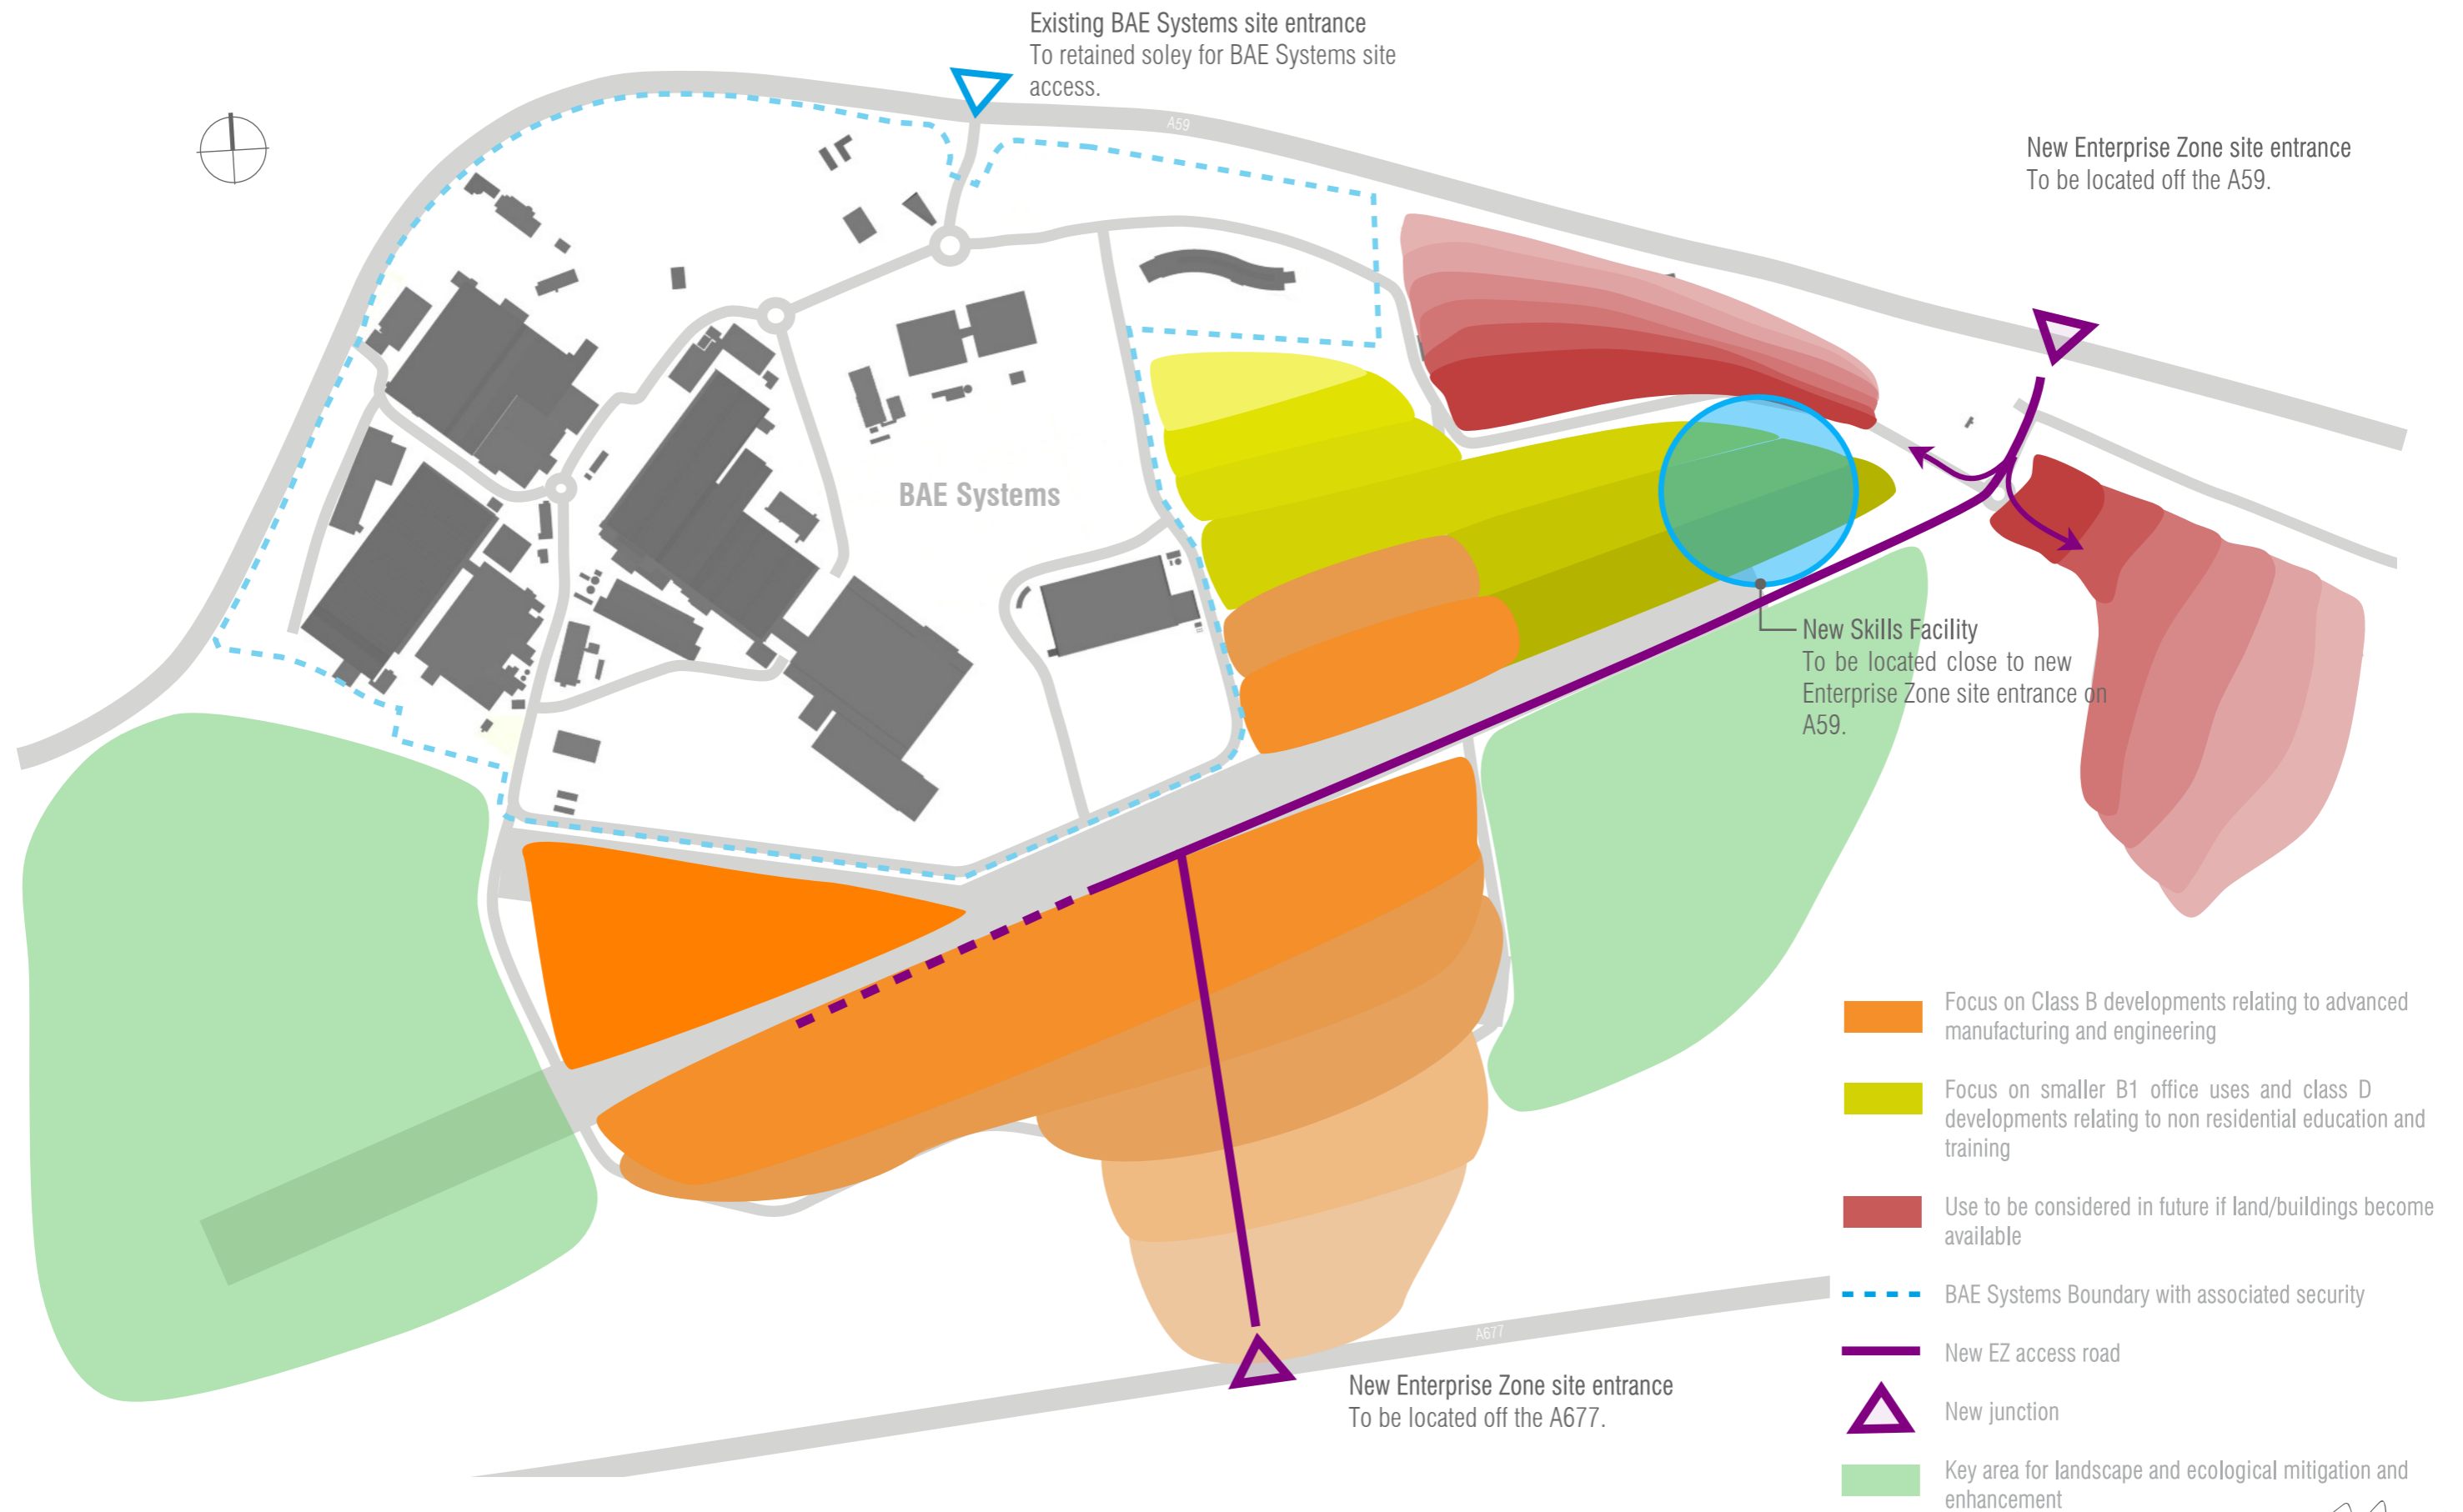 Existing BAE Systems site entrance
To retained soley for BAE Systems site
access.
A59
New Enterprise Zone site entrance
To be located off the A59.
BAE Systems
New Skills Facility
To be located close to new
Enterprise Zone site entrance on
A59.
A677
New Enterprise Zone site entrance
To be located off the A677.
Focus on Class B developments relating to advanced
manufacturing and engineering
Focus on smaller B1 office uses and class D
developments relating to non residential education and
training
Use to be considered in future if land/buildings become
available
BAE Systems Boundary with associated security
New EZ access road
New junction
Key area for landscape and ecological mitigation and
enhancement